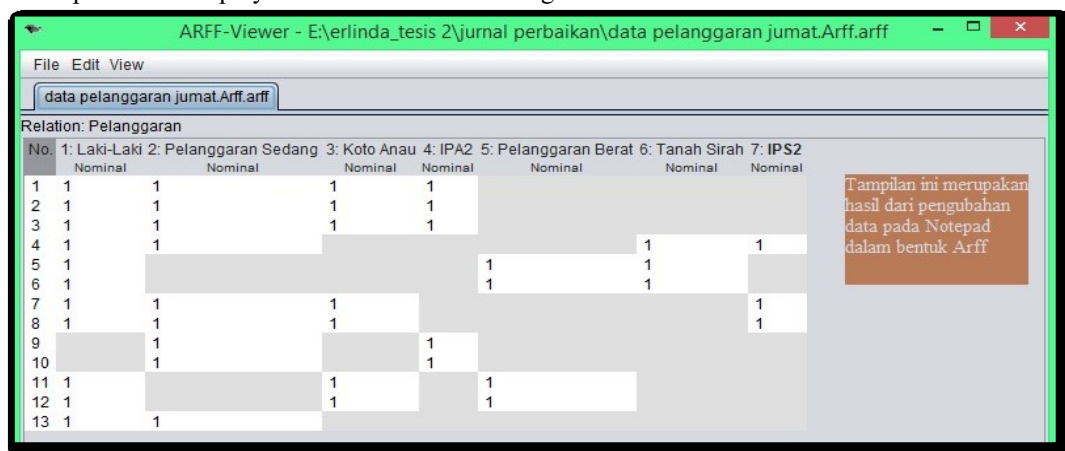 ARFF-Viewer - E:\erlinda_tesis 2\jurnal perbaikan\data pelanggaran jumat.Arff.arff
File Edit View
data pelanggaran jumat.Arff.arff
Relation: Pelanggaran
No. 1: Laki-Laki 2: Pelanggaran Sedang 3: Koto Anau 4: IPA2 5: Pelanggaran Berat 6: Tanah Sirah 7: IPS2
Nominal Nominal Nominal Nominal Nominal Nominal Nominal
1 1 1 1 1
2 1 1 1 1
3 1 1 1 1
4 1 1 1 1
5 1 1 1
6 1 1 1
7 1 1 1 1
8 1 1 1 1
9 1 1
10 1 1
11 1 1 1
12 1 1 1
13 1 1
Tampilan ini merupakan
hasil dari pengubahan
data pada Notepad
dalam bentuk Arff